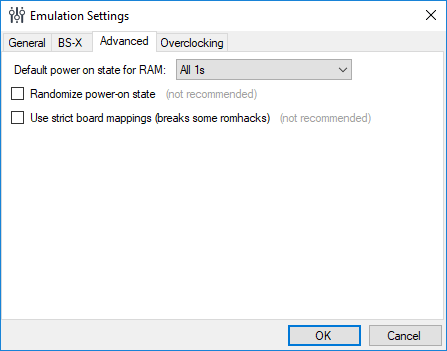 Emulation Settings
General BS-X Advanced Overclocking
Default power on state for RAM: All 1s
Randomize power-on state (not recommended)
Use strict board mappings (breaks some romhacks) (not recommended)
OK Cancel